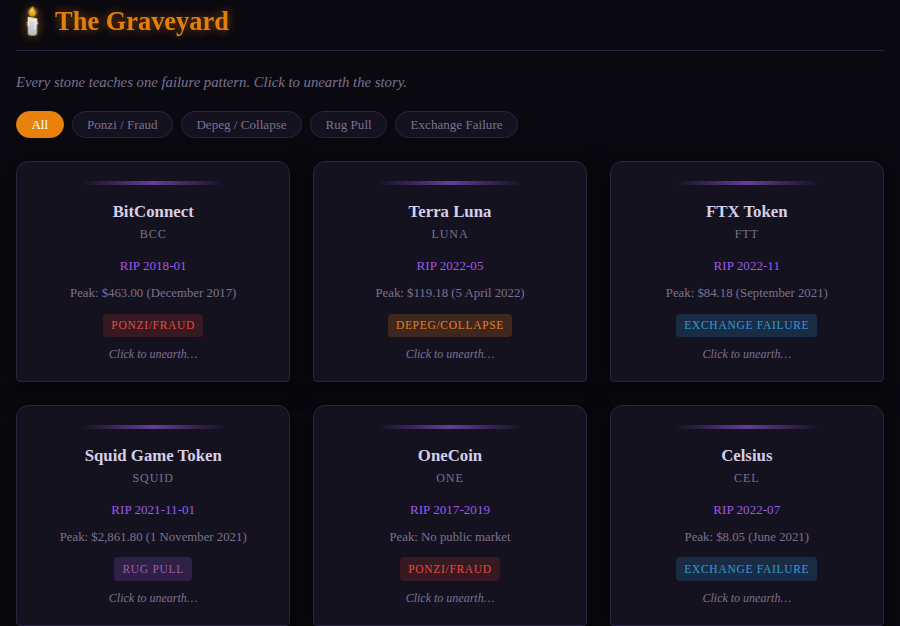 The Graveyard
Every stone teaches one failure pattern. Click to unearth the story.
All
Ponzi / Fraud
Depeg / Collapse
Rug Pull
Exchange Failure
BitConnect
BCC
RIP 2018-01
Peak: $463.00 (December 2017)
PONZI/FRAUD
Click to unearth…
Terra Luna
LUNA
RIP 2022-05
Peak: $119.18 (5 April 2022)
DEPEG/COLLAPSE
Click to unearth…
FTX Token
FTT
RIP 2022-11
Peak: $84.18 (September 2021)
EXCHANGE FAILURE
Click to unearth…
Squid Game Token
SQUID
RIP 2021-11-01
Peak: $2,861.80 (1 November 2021)
RUG PULL
Click to unearth…
OneCoin
ONE
RIP 2017-2019
Peak: No public market
PONZI/FRAUD
Click to unearth…
Celsius
CEL
RIP 2022-07
Peak: $8.05 (June 2021)
EXCHANGE FAILURE
Click to unearth…